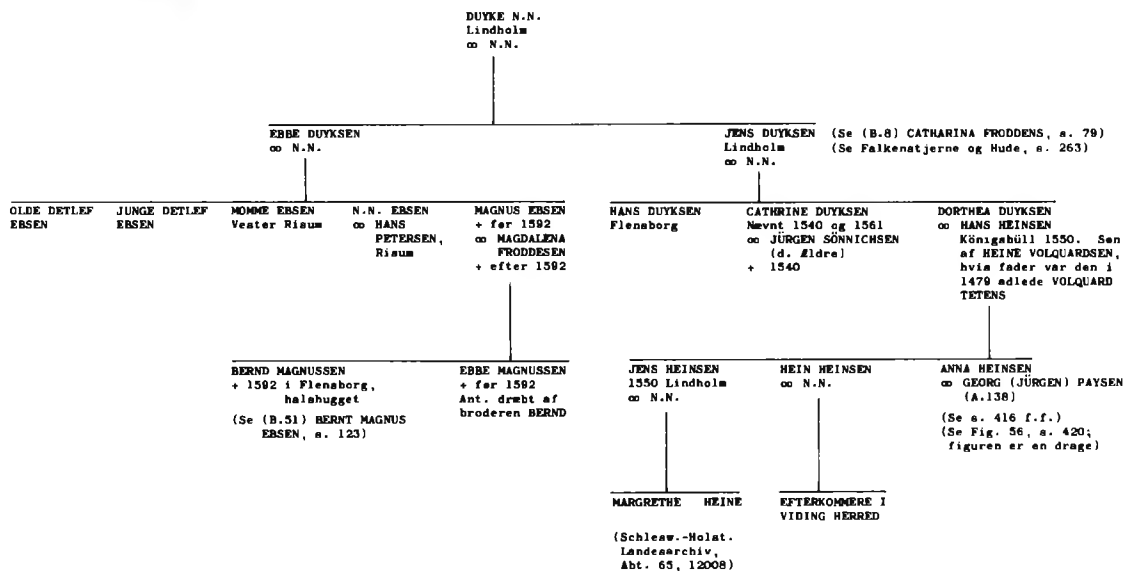 DUYKE N.N.
Lindholm
∞ N.N.
EBBE DUYKSEN
∞ N.N.
JENS DUYKSEN
Lindholm
∞ N.N.
(Se (B.8) CATHARINA FRODDENS, s. 79)
(Se Falkenstjerne og Hude, s. 263)
OLDE DETLEF
EBSEN
JUNGE DETLEF
EBSEN
MOMME EBSEN
Vester Risum
N.N. EBSEN
∞ HANS
PETERSEN,
Risum
MAGNUS EBSEN
+ før 1592
∞ MAGDALENA
FRODDESEN
+ efter 1592
HANS DUYKSEN
Flensborg
CATHRINE DUYKSEN
Nævnt 1540 og 1561
∞ JÜRGEN SÖNNICHSEN
(d. Ældre)
+ 1540
DORTHEA DUYKSEN
∞ HANS HEINSEN
Königsbüll 1550. Søn
af HEINE VOLQUARDSEN,
hvis fader var den i
1479 adlede VOLQUARD
TETENS
BERND MAGNUSSEN
+ 1592 i Flensborg,
halshugget
(Se (B.51) BERNT MAGNUS
EBSEN, s. 123)
EBBE MAGNUSSEN
+ før 1592
Ant. dræbt af
broderen BERND
JENS HEINSEN
1550 Lindholm
∞ N.N.
HEIN HEINSEN
∞ N.N.
ANNA HEINSEN
∞ GEORG (JÜRGEN) PAYSEN
(A.138)
(Se s. 416 f.f.)
(Se Fig. 56, s. 420;
figuren er en drage)
MARGRETHE HEINE
(Schlesw.-Holst.
Landesarchiv,
Abt. 65, 12008)
EFTERKOMMERE I
VIDING HERRED